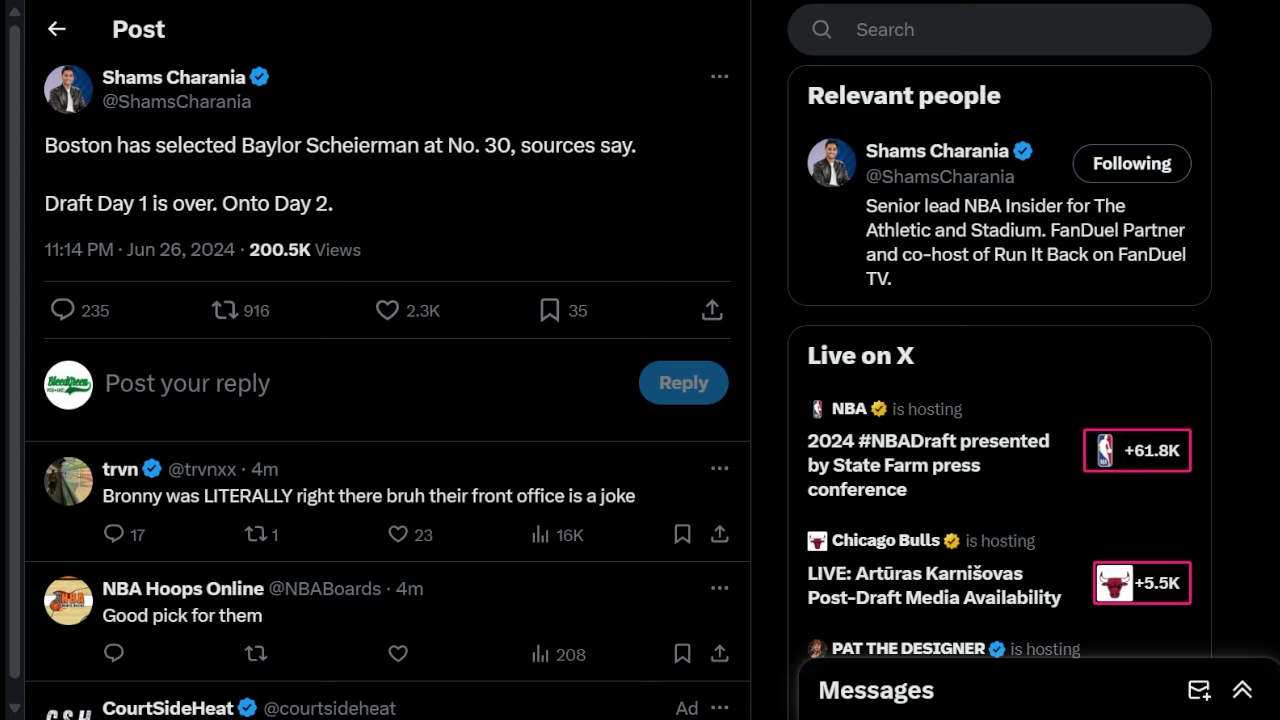 Post
Shams Charania
@ShamsCharania
Boston has selected Baylor Scheierman at No. 30, sources say.
Draft Day 1 is over. Onto Day 2.
11:14 PM · Jun 26, 2024 · 200.5K Views
235 916 2.3K 35
BleedGreen
Post your reply
Reply
trvn @trvnxx · 4m
Bronny was LITERALLY right there bruh their front office is a joke
17 1 23 16K
NBA Hoops Online @NBABoards · 4m
Good pick for them
208
CourtSideHeat @courtsideheat Ad
Search
Relevant people
Shams Charania
@ShamsCharania
Following
Senior lead NBA Insider for The
Athletic and Stadium. FanDuel Partner
and co-host of Run It Back on FanDuel
TV.
Live on X
NBA is hosting
2024 #NBADraft presented
by State Farm press
conference
+61.8K
Chicago Bulls is hosting
LIVE: Artūras Karnišovas
Post-Draft Media Availability
+5.5K
PAT THE DESIGNER is hosting
Messages